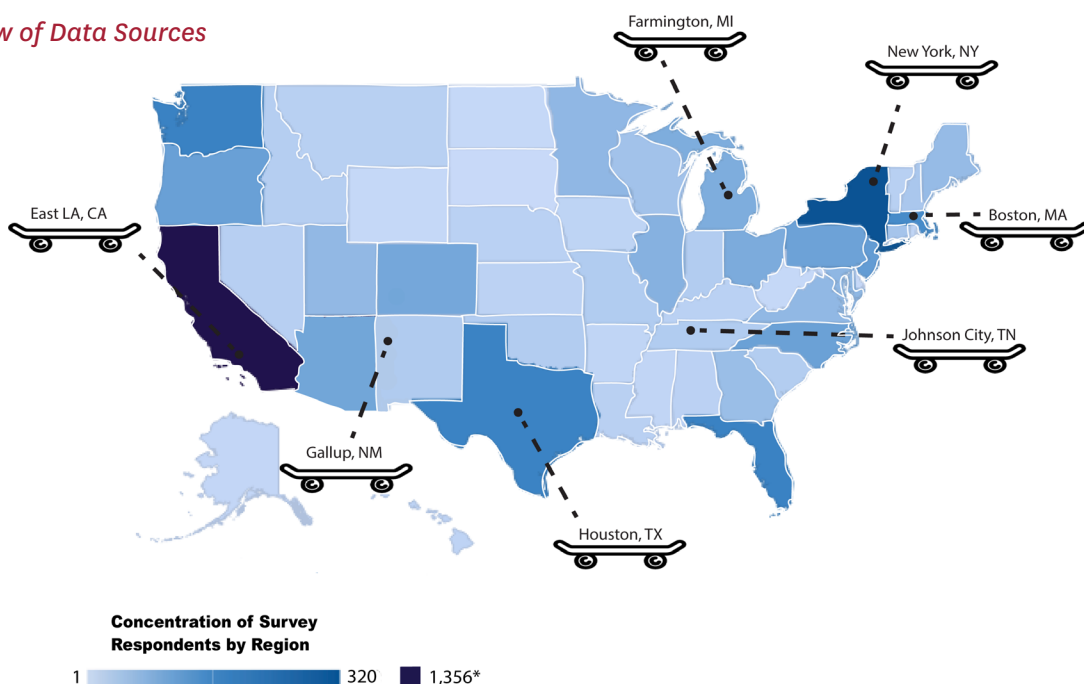 of Data Sources
Farmington, MI
New York, NY
East LA, CA
Boston, MA
Johnson City, TN
Gallup, NM
Houston, TX
Concentration of Survey
Respondents by Region
1
320
1,356*